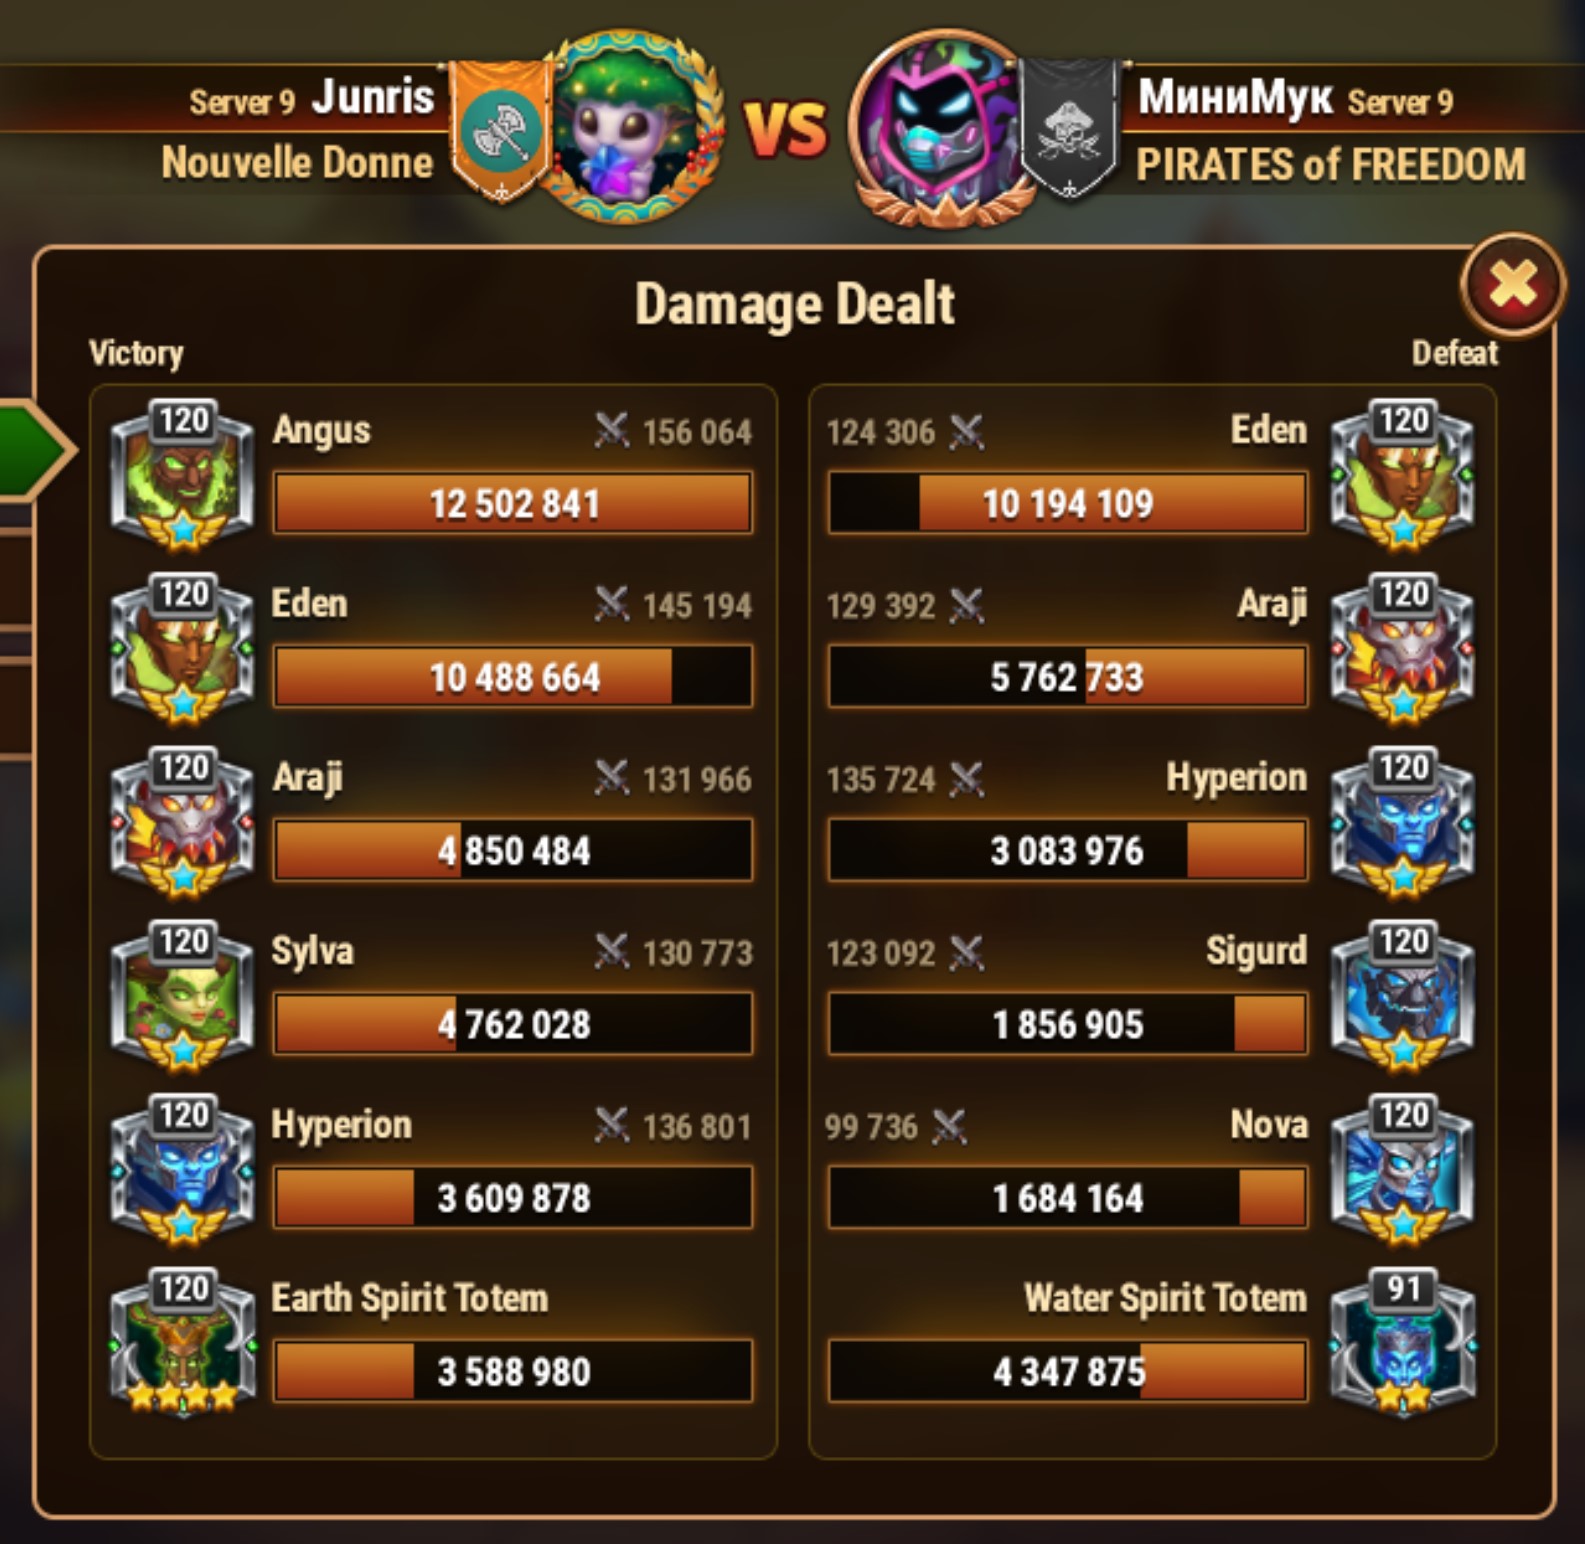 Server 9 Junris
Nouvelle Donne
VS
МиниМук Server 9
PIRATES of FREEDOM
Damage Dealt
Victory
Defeat
120
Angus
156 064
12 502 841
120
Eden
145 194
10 488 664
120
Araji
131 966
4 850 484
120
Sylva
130 773
4 762 028
120
Hyperion
136 801
3 609 878
120
Earth Spirit Totem
3 588 980
124 306
Eden
120
10 194 109
129 392
Araji
120
5 762 733
135 724
Hyperion
120
3 083 976
123 092
Sigurd
120
1 856 905
99 736
Nova
120
1 684 164
Water Spirit Totem
91
4 347 875